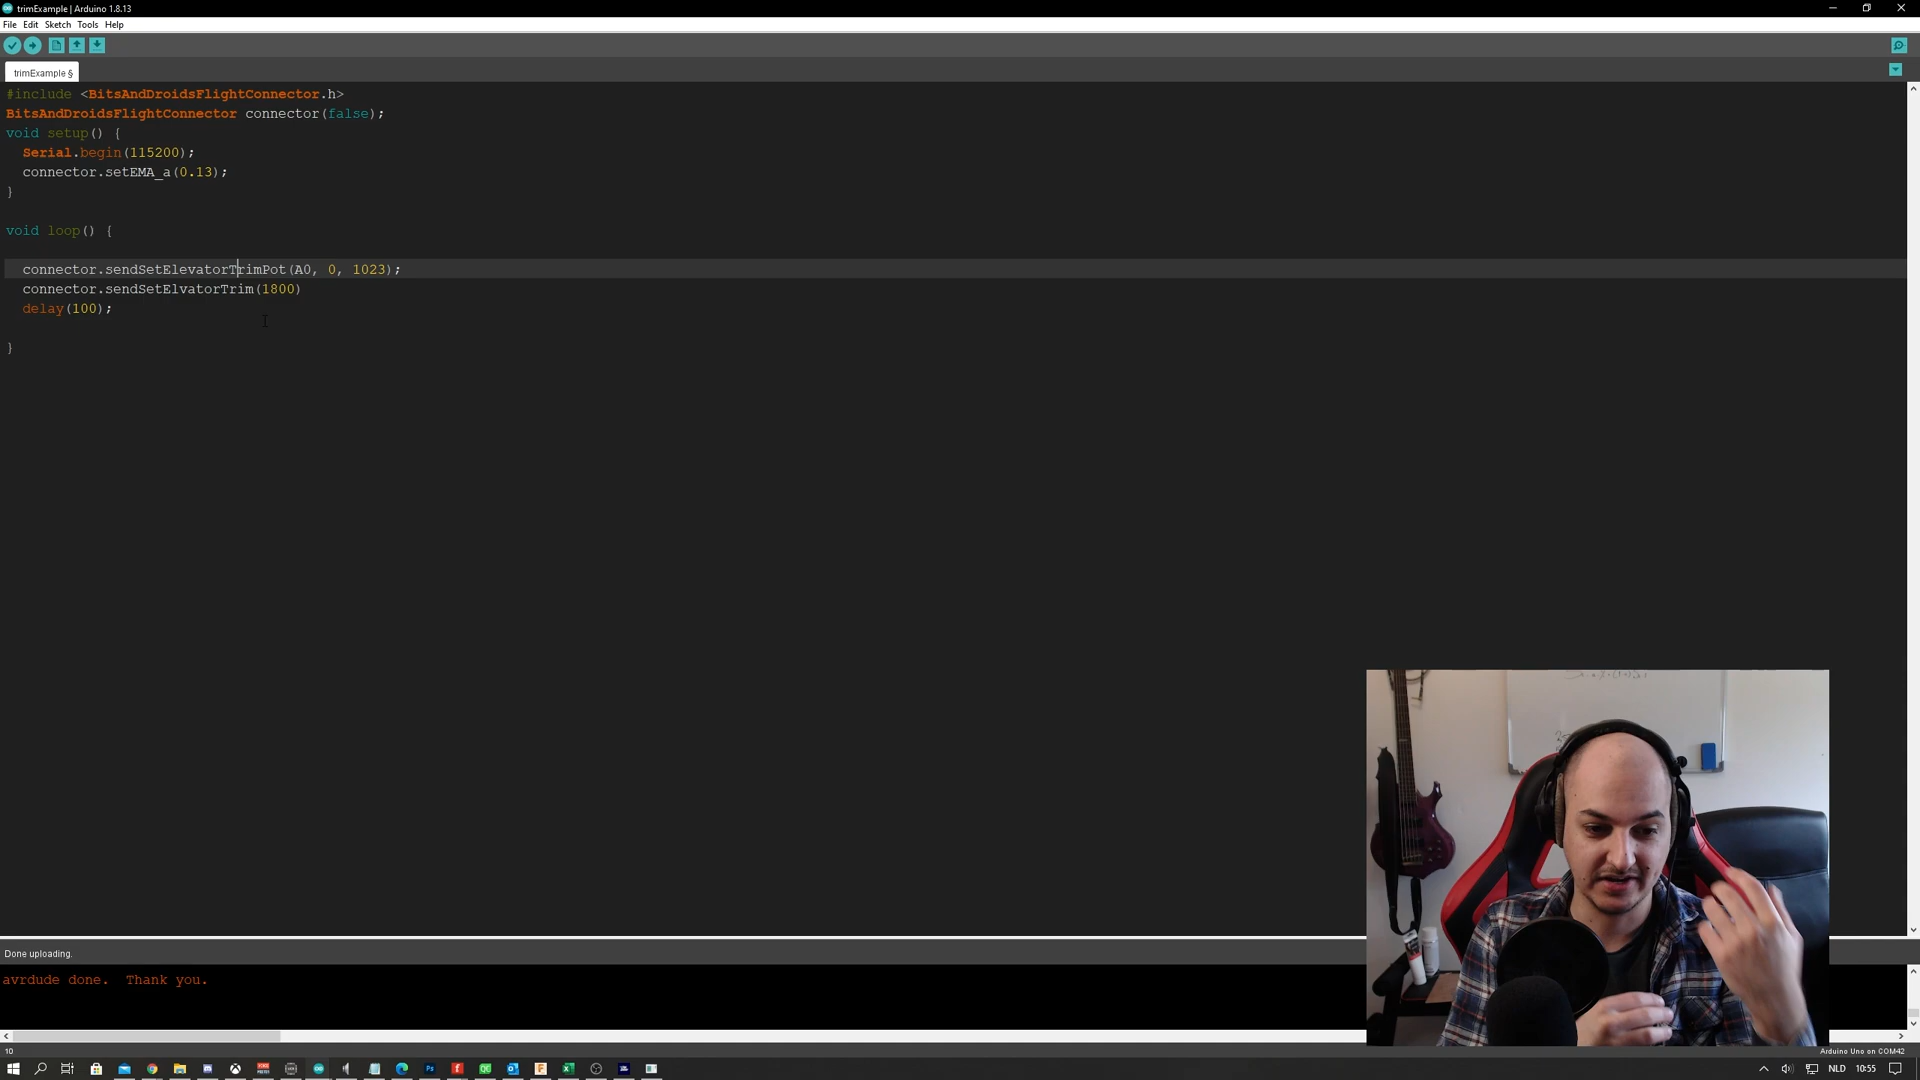 trimExample | Arduino 1.8.13
File Edit Sketch Tools Help
trimExample §
#include <BitsAndDroidsFlightConnector.h>
BitsAndDroidsFlightConnector connector(false);
void setup() {
Serial.begin(115200);
connector.setEMA_a(0.13);
}
void loop() {
connector.sendSetElevatorTrimPot(A0, 0, 1023);
connector.sendSetElvatorTrim(1800)
delay(100);
}
Done uploading.
avrdude done.  Thank you.
10
Arduino Uno on COM42
NLD 10:55